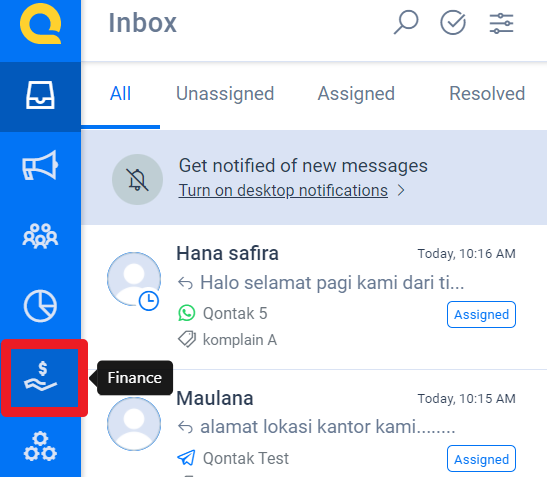 Inbox
All Unassigned Assigned Resolved
Get notified of new messages
Turn on desktop notifications
Hana safira Today, 10:16 AM
Halo selamat pagi kami dari ti...
Qontak 5 Assigned
komplain A
Finance
Maulana Today, 10:15 AM
alamat lokasi kantor kami........
Qontak Test Assigned